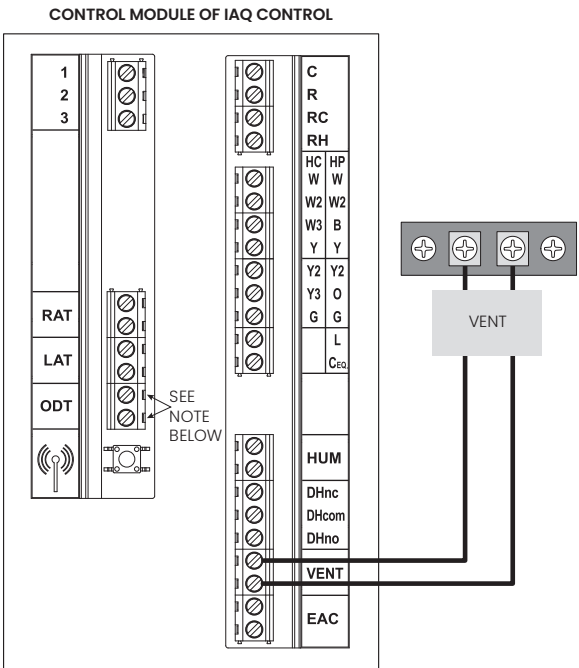 CONTROL MODULE OF IAQ CONTROL
1
2
3
RAT
LAT
ODT
SEE
NOTE
BELOW
C
R
RC
RH
HC HP
W W
W2 W2
W3 B
Y Y
Y2 Y2
Y3 O
G G
L
CEQ.
HUM
DHnc
DHcom
DHno
VENT
EAC
VENT